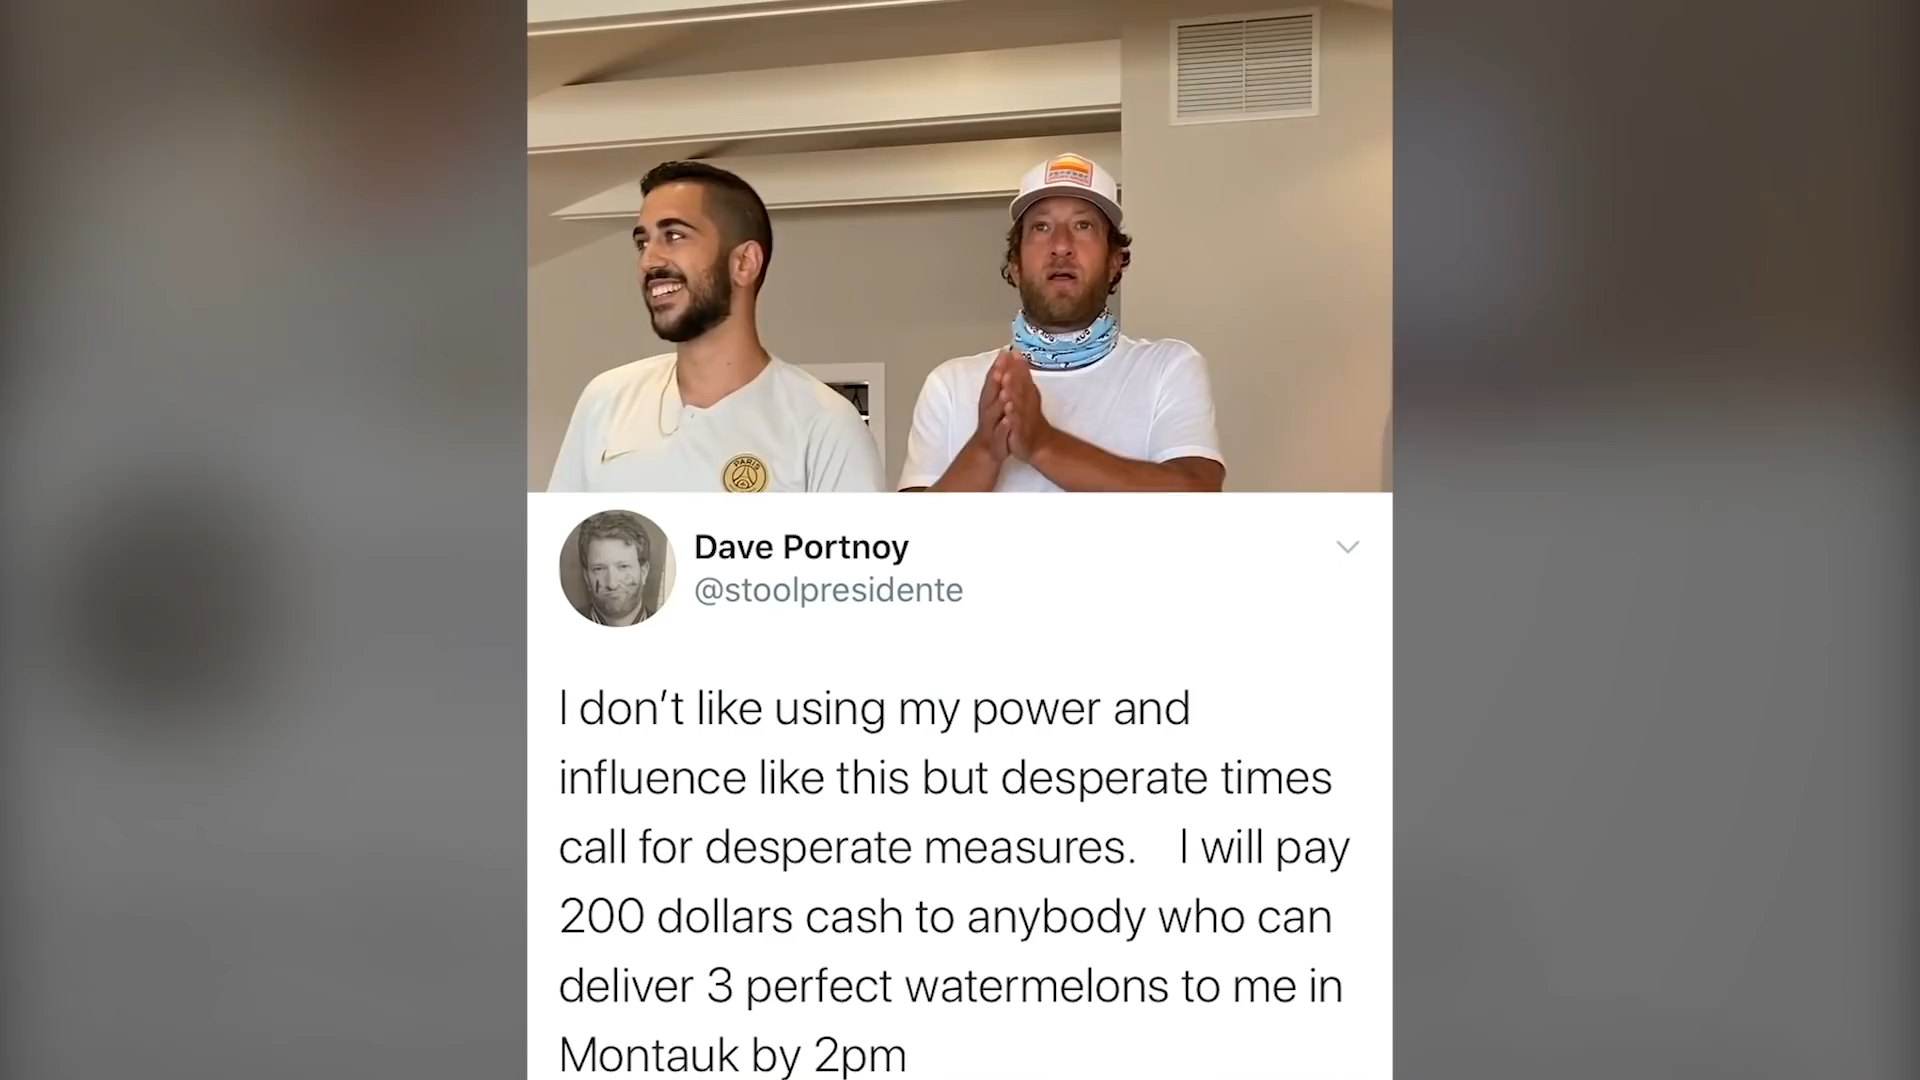 PARIS
Dave Portnoy
@stoolpresidente
I don't like using my power and
influence like this but desperate times
call for desperate measures. I will pay
200 dollars cash to anybody who can
deliver 3 perfect watermelons to me in
Montauk by 2pm